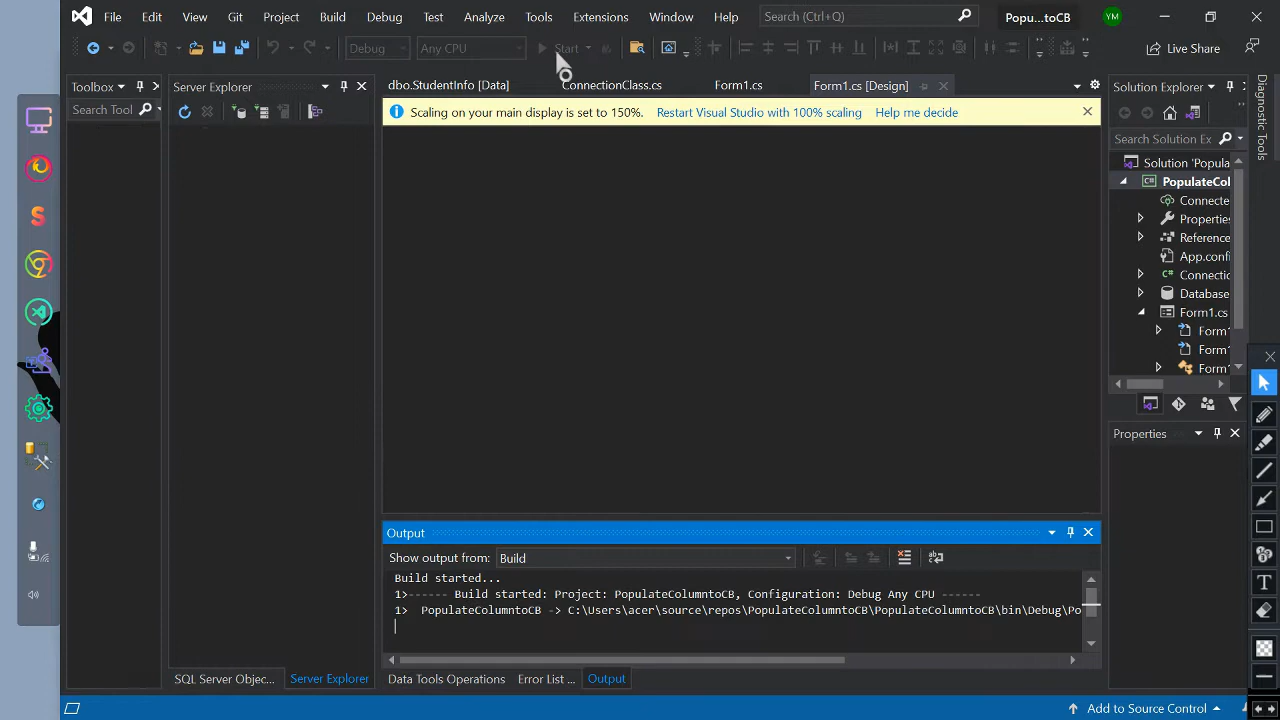 File Edit View Git Project Build Debug Test Analyze Tools Extensions Window Help Search (Ctrl+Q) Popu...toCB YM
Debug Any CPU Start Live Share
Toolbox Server Explorer dbo.StudentInfo [Data] ConnectionClass.cs Form1.cs Form1.cs [Design] Solution Explorer
Search Tool
Scaling on your main display is set to 150%. Restart Visual Studio with 100% scaling Help me decide
Diagnostic Tools
Search Solution Ex
Solution 'Popula
PopulateCol
C#
Connecte
Properties
Reference
App.confi
C# Connecti
Database
Form1.cs
Form1
Form1
Form1
Properties
Output
Show output from: Build
Build started...
1>------ Build started: Project: PopulateColumntoCB, Configuration: Debug Any CPU ------
1> PopulateColumntoCB -> C:\Users\acer\source\repos\PopulateColumntoCB\PopulateColumntoCB\bin\Debug\Po
SQL Server Objec... Server Explorer Data Tools Operations Error List ... Output
Add to Source Control